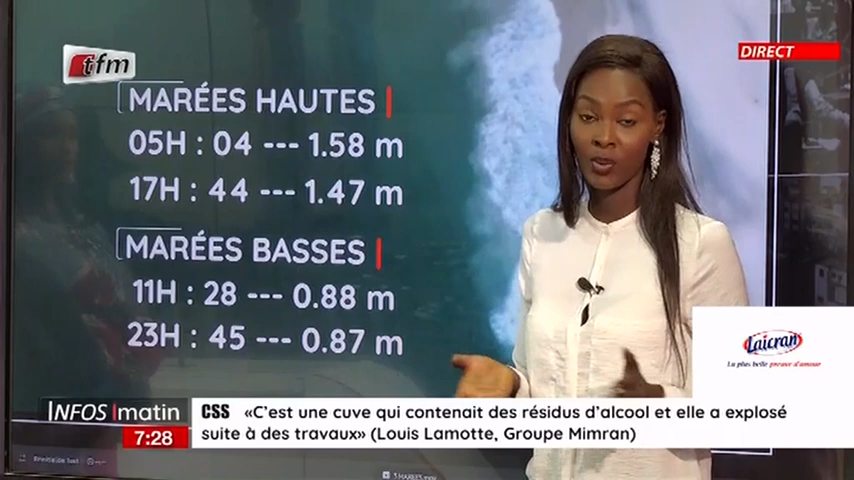 tfm
DIRECT
MARÉES HAUTES
05H : 04 --- 1.58 m
17H : 44 --- 1.47 m
MARÉES BASSES
11H : 28 --- 0.88 m
23H : 45 --- 0.87 m
Laicran
La plus belle preuve d'amour
INFOS matin
7:28
CSS «C'est une cuve qui contenait des résidus d'alcool et elle a explosé
suite à des travaux» (Louis Lamotte, Groupe Mimran)